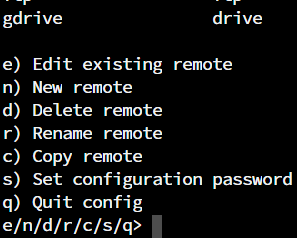 gdrive drive
e) Edit existing remote
n) New remote
d) Delete remote
r) Rename remote
c) Copy remote
s) Set configuration password
q) Quit config
e/n/d/r/c/s/q>